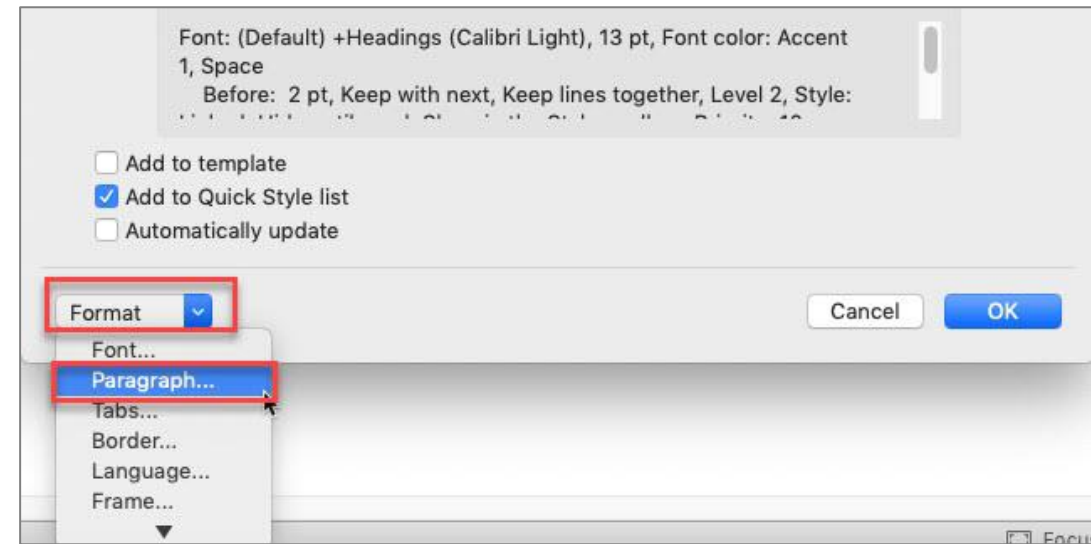 Font: (Default) +Headings (Calibri Light), 13 pt, Font color: Accent
1, Space
Before:  2 pt, Keep with next, Keep lines together, Level 2, Style:
Add to template
Add to Quick Style list
Automatically update
Format
Cancel
OK
Font...
Paragraph...
Tabs...
Border...
Language...
Frame...
Focus